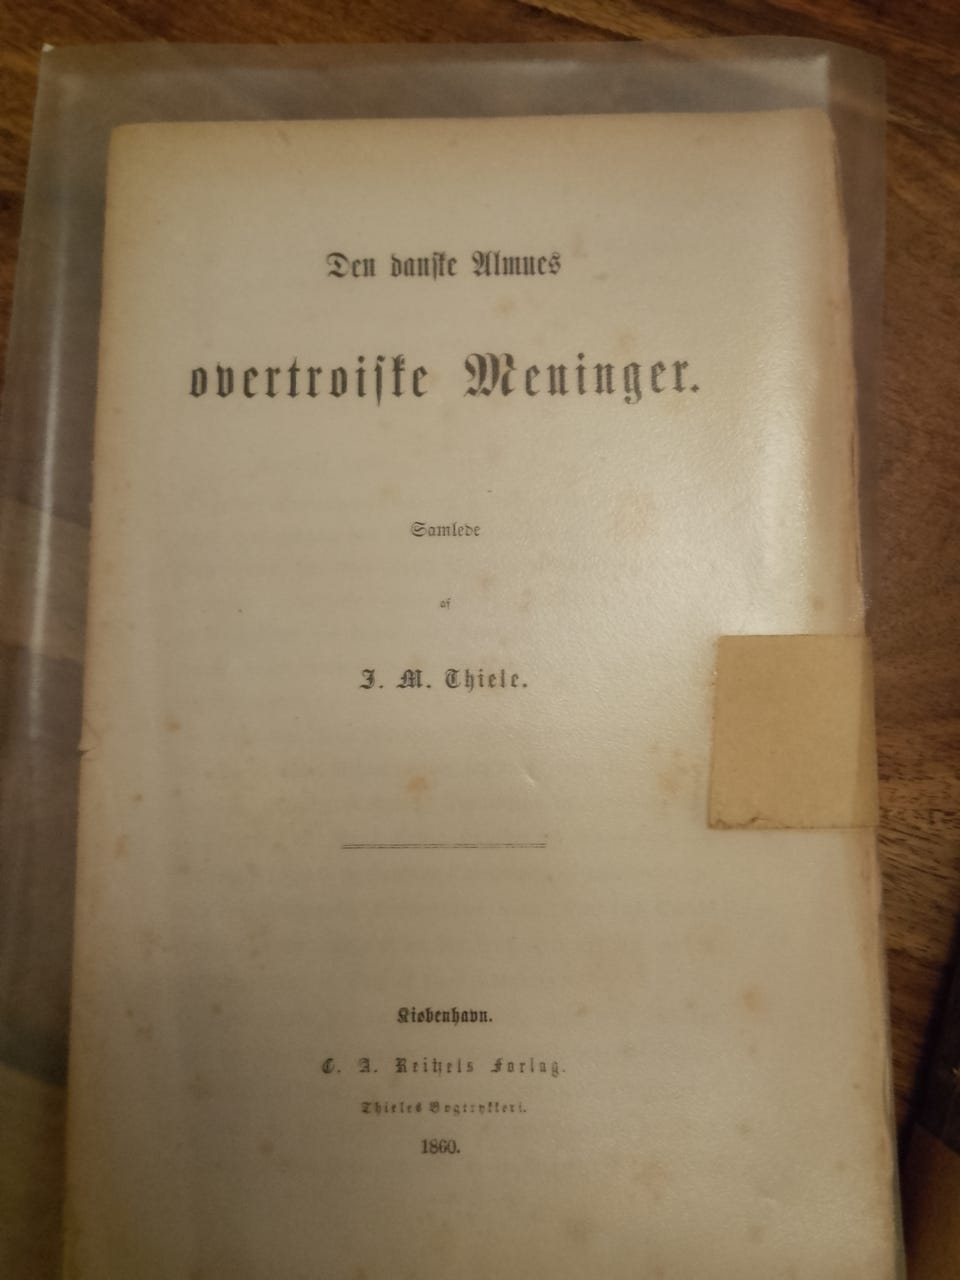 Den danske Almues
overtroiske Meninger.
Samlede
af
J. M. Thiele.
Kiøbenhavn.
C. A. Reitzels Forlag.
Thieles Bogtrykkeri.
1860.